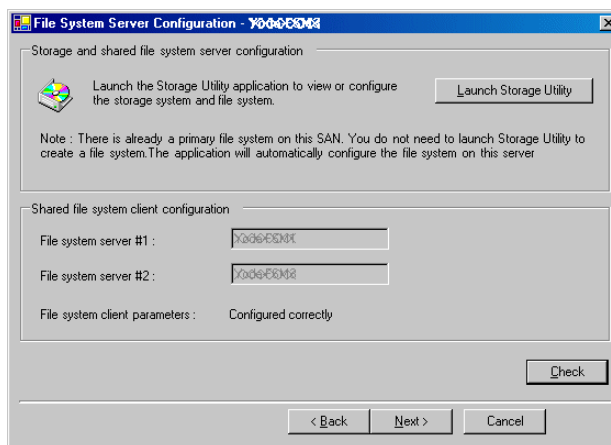 File System Server Configuration -
Storage and shared file system server configuration
Launch the Storage Utility application to view or configure
the storage system and file system.
Launch Storage Utility
Note : There is already a primary file system on this SAN. You do not need to launch Storage Utility to
create a file system.The application will automatically configure the file system on this server
Shared file system client configuration
File system server #1 :
File system server #2 :
File system client parameters : Configured correctly
Check
< Back Next > Cancel